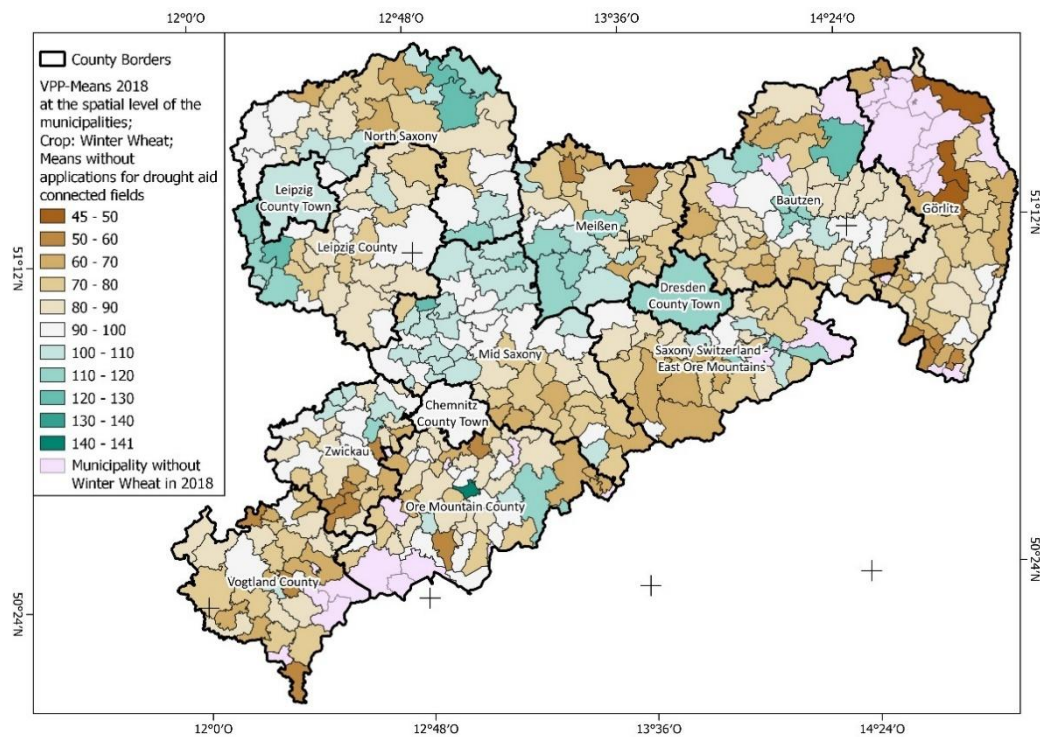 12°0′O 12°48′O 13°36′O 14°24′O
County Borders
VPP-Means 2018
at the spatial level of the
municipalities;
Crop: Winter Wheat;
Means without
applications for drought aid
connected fields
45 - 50
50 - 60
60 - 70
70 - 80
80 - 90
90 - 100
100 - 110
110 - 120
120 - 130
130 - 140
140 - 141
Municipality without
Winter Wheat in 2018
North Saxony
Leipzig
County Town
Leipzig County
Meißen
Bautzen
Görlitz
Dresden
County Town
Mid Saxony
Saxony Switzerland -
East Ore Mountains
Chemnitz
County Town
Zwickau
Ore Mountain County
Vogtland County
51°12′N
50°24′N
51°12′N
50°24′N
12°0′O 12°48′O 13°36′O 14°24′O